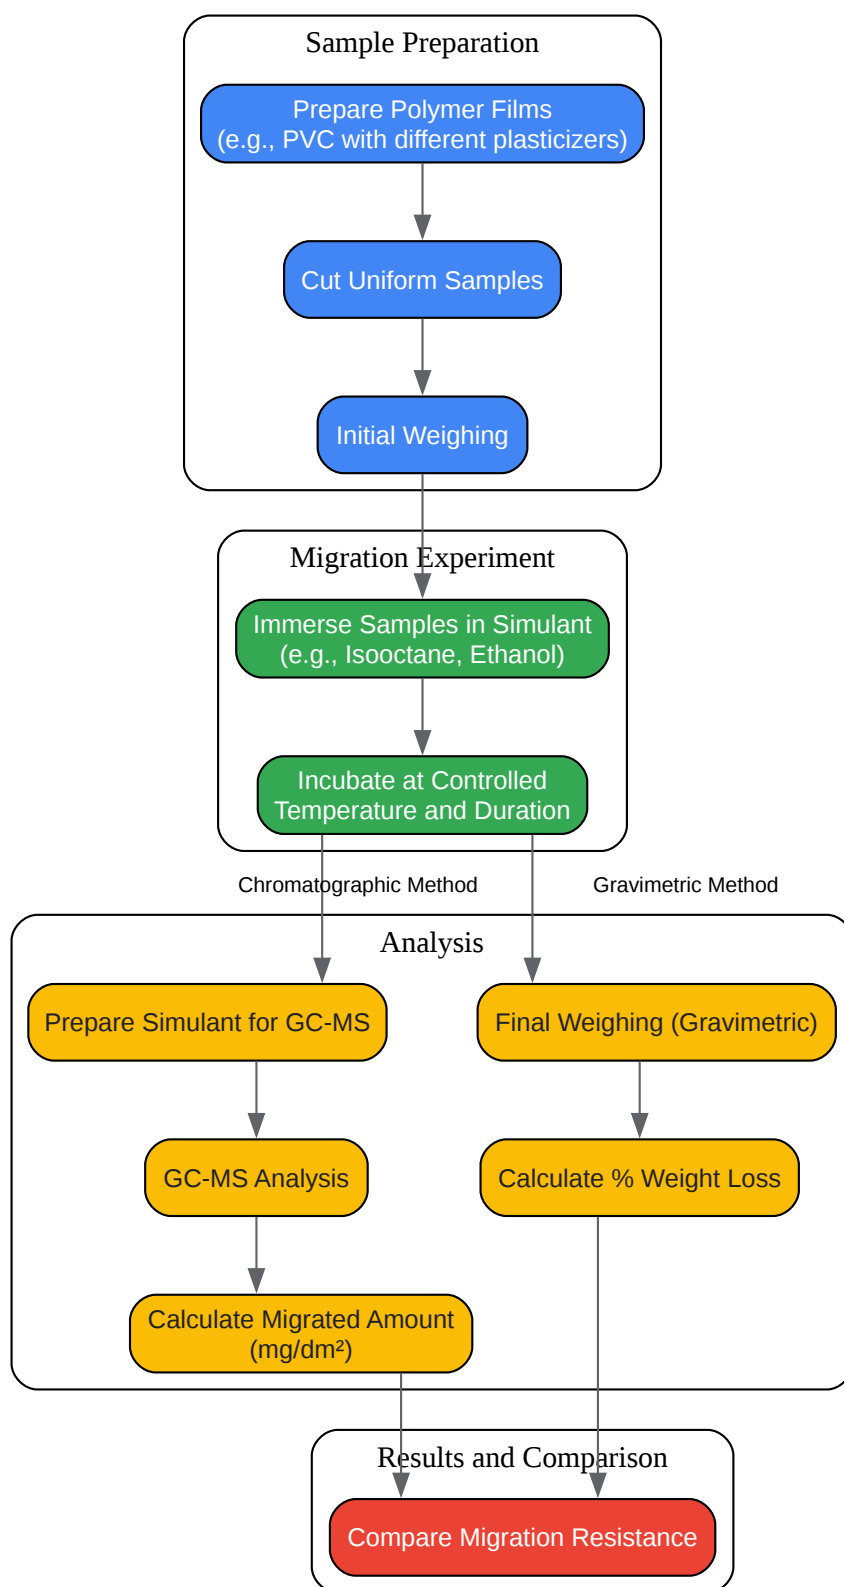 Sample Preparation
Prepare Polymer Films
(e.g., PVC with different plasticizers)
Cut Uniform Samples
Initial Weighing
Migration Experiment
Immerse Samples in Simulant
(e.g., Isooctane, Ethanol)
Incubate at Controlled
Temperature and Duration
Chromatographic Method
Gravimetric Method
Analysis
Prepare Simulant for GC-MS
Final Weighing (Gravimetric)
GC-MS Analysis
Calculate % Weight Loss
Calculate Migrated Amount
(mg/dm²)
Results and Comparison
Compare Migration Resistance